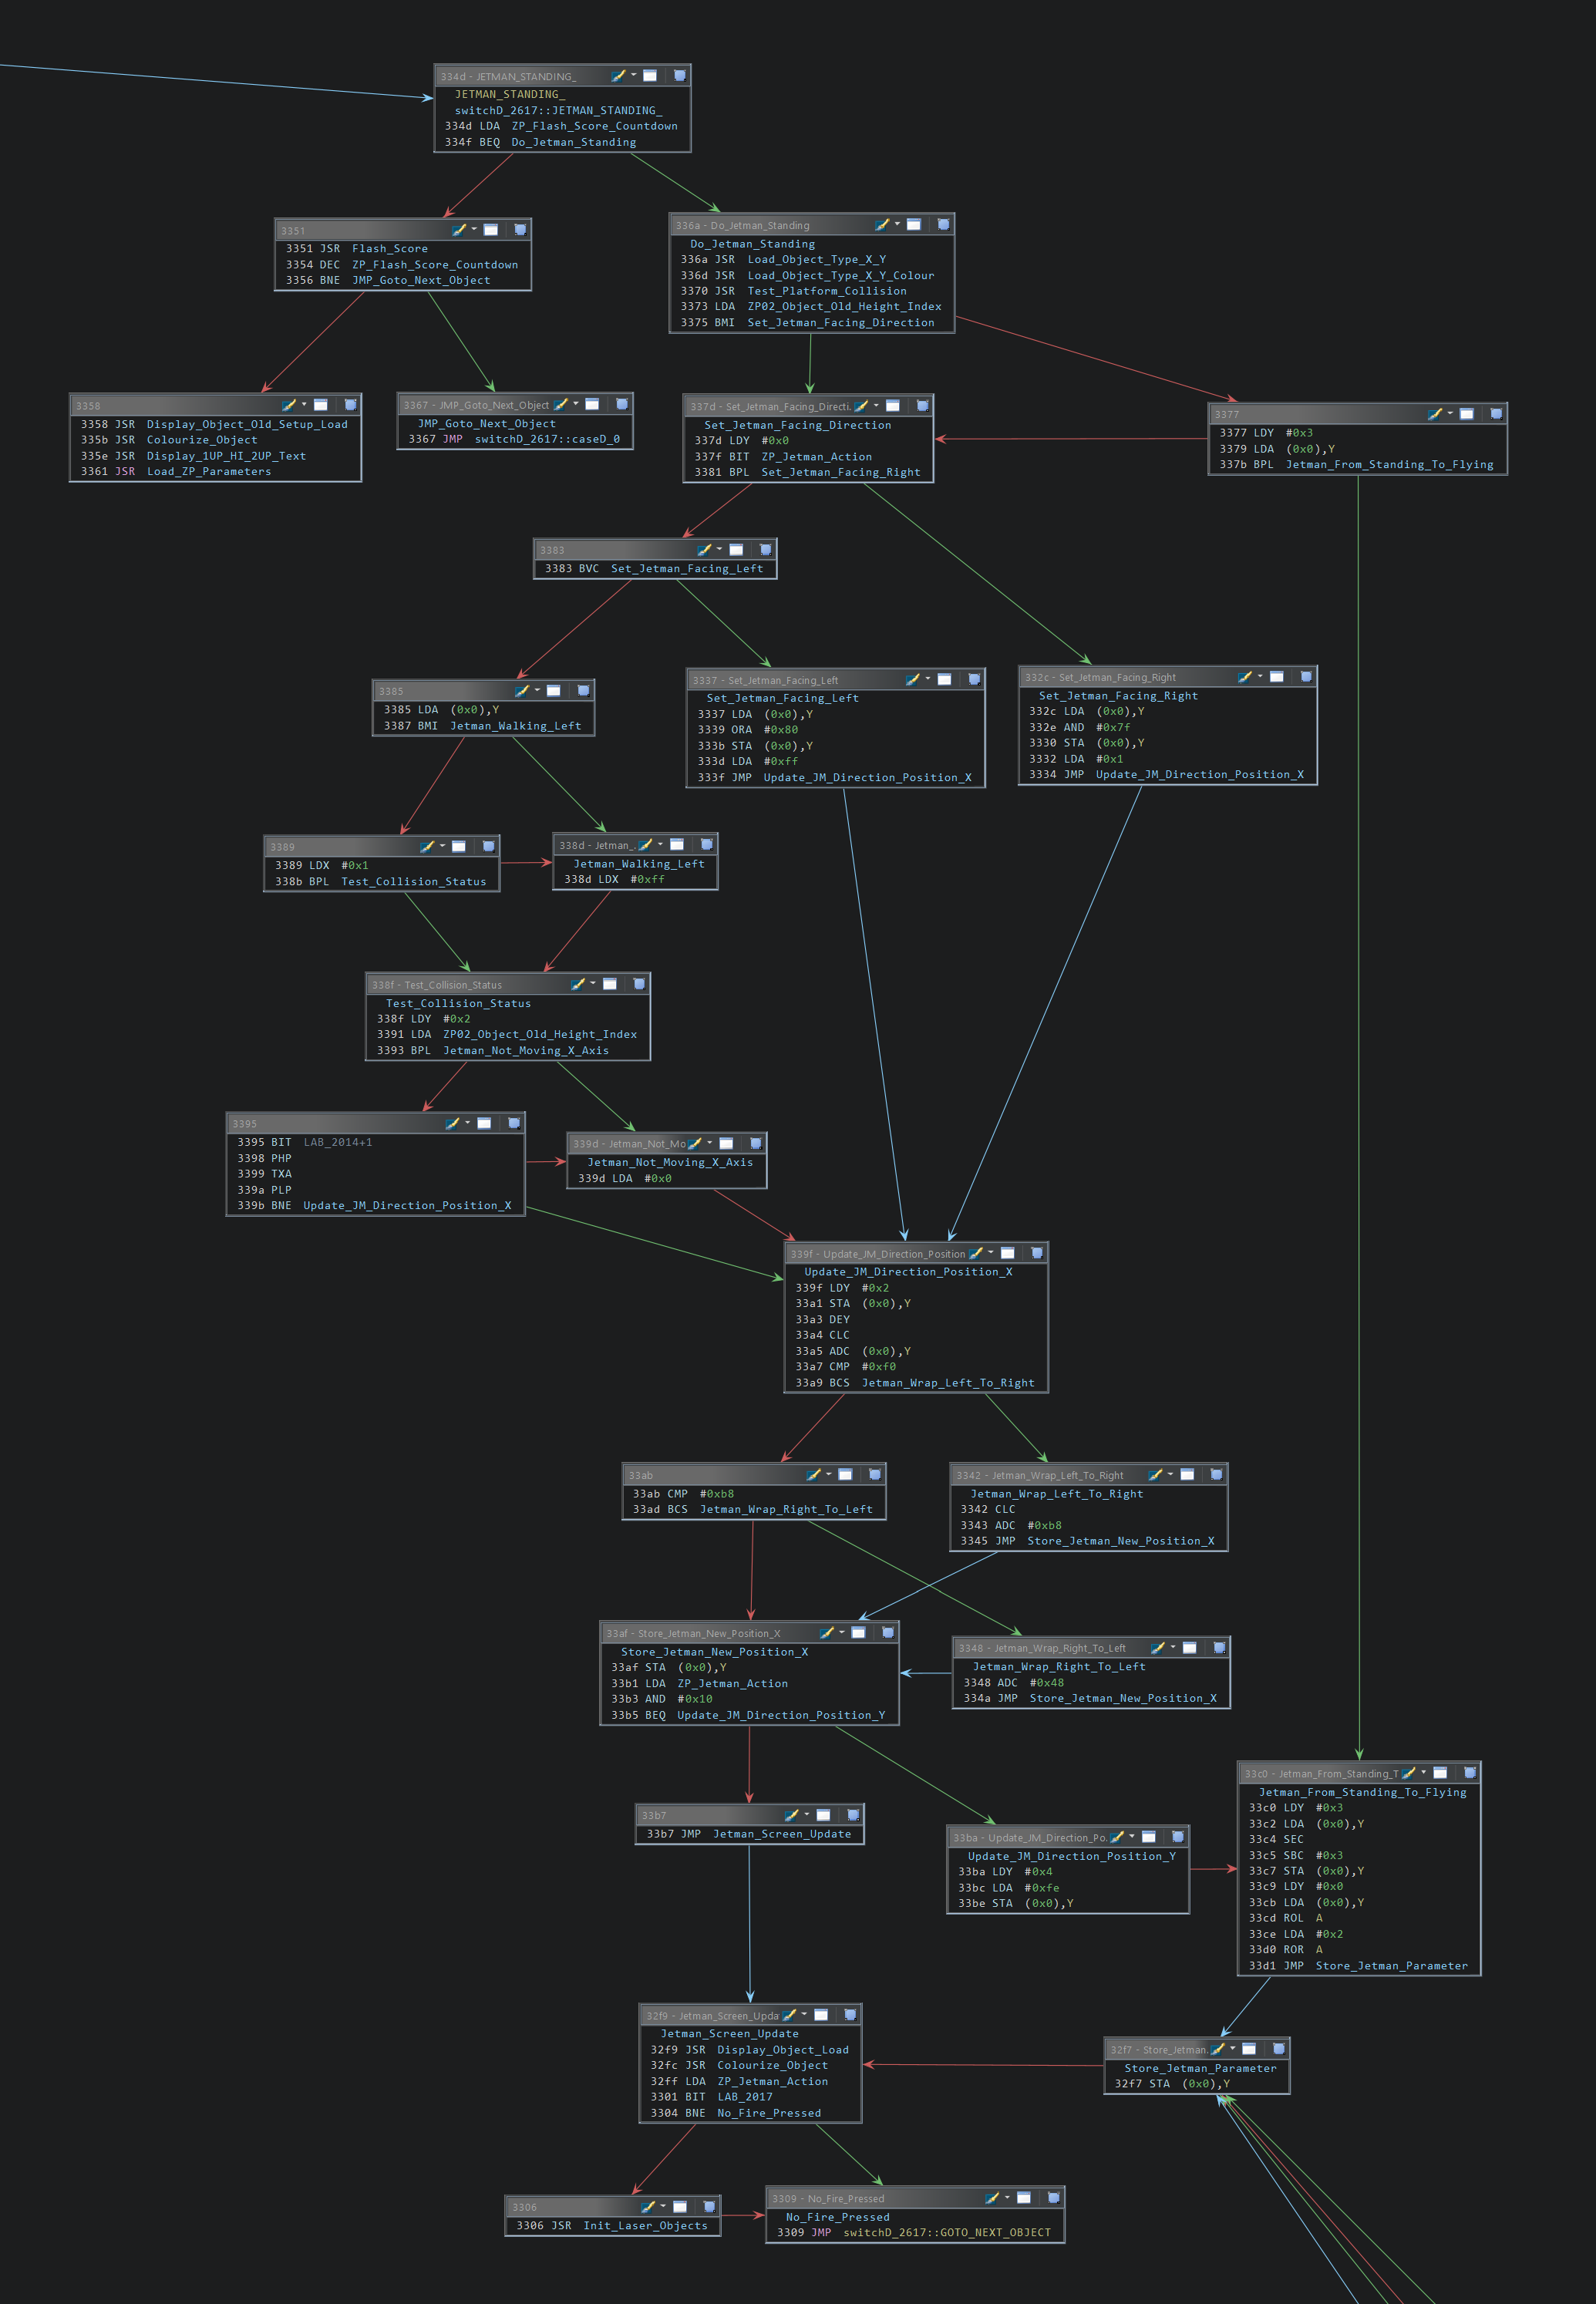 334d - JETMAN_STANDING_
JETMAN_STANDING_
switchD_2617::JETMAN_STANDING_
334d LDA ZP_Flash_Score_Countdown
334f BEQ Do_Jetman_Standing
3351
3351 JSR Flash_Score
3354 DEC ZP_Flash_Score_Countdown
3356 BNE JMP_Goto_Next_Object
336a - Do_Jetman_Standing
Do_Jetman_Standing
336a JSR Load_Object_Type_X_Y
336d JSR Load_Object_Type_X_Y_Colour
3370 JSR Test_Platform_Collision
3373 LDA ZP02_Object_Old_Height_Index
3375 BMI Set_Jetman_Facing_Direction
3358
3358 JSR Display_Object_Old_Setup_Load
335b JSR Colourize_Object
335e JSR Display_1UP_HI_2UP_Text
3361 JSR Load_ZP_Parameters
3367 - JMP_Goto_Next_Object
JMP_Goto_Next_Object
3367 JMP switchD_2617::caseD_0
337d - Set_Jetman_Facing_Directi.
Set_Jetman_Facing_Direction
337d LDY #0x0
337f BIT ZP_Jetman_Action
3381 BPL Set_Jetman_Facing_Right
3377
3377 LDY #0x3
3379 LDA (0x0),Y
337b BPL Jetman_From_Standing_To_Flying
3383
3383 BVC Set_Jetman_Facing_Left
3385
3385 LDA (0x0),Y
3387 BMI Jetman_Walking_Left
3337 - Set_Jetman_Facing_Left
Set_Jetman_Facing_Left
3337 LDA (0x0),Y
3339 ORA #0x80
333b STA (0x0),Y
333d LDA #0xff
333f JMP Update_JM_Direction_Position_X
332c - Set_Jetman_Facing_Right
Set_Jetman_Facing_Right
332c LDA (0x0),Y
332e AND #0x7f
3330 STA (0x0),Y
3332 LDA #0x1
3334 JMP Update_JM_Direction_Position_X
3389
3389 LDX #0x1
338b BPL Test_Collision_Status
338d - Jetman_.
Jetman_Walking_Left
338d LDX #0xff
338f - Test_Collision_Status
Test_Collision_Status
338f LDY #0x2
3391 LDA ZP02_Object_Old_Height_Index
3393 BPL Jetman_Not_Moving_X_Axis
3395
3395 BIT LAB_2014+1
3398 PHP
3399 TXA
339a PLP
339b BNE Update_JM_Direction_Position_X
339d - Jetman_Not_Mo
Jetman_Not_Moving_X_Axis
339d LDA #0x0
339f - Update_JM_Direction_Position
Update_JM_Direction_Position_X
339f LDY #0x2
33a1 STA (0x0),Y
33a3 DEY
33a4 CLC
33a5 ADC (0x0),Y
33a7 CMP #0xf0
33a9 BCS Jetman_Wrap_Left_To_Right
33ab
33ab CMP #0xb8
33ad BCS Jetman_Wrap_Right_To_Left
3342 - Jetman_Wrap_Left_To_Right
Jetman_Wrap_Left_To_Right
3342 CLC
3343 ADC #0xb8
3345 JMP Store_Jetman_New_Position_X
33af - Store_Jetman_New_Position_X
Store_Jetman_New_Position_X
33af STA (0x0),Y
33b1 LDA ZP_Jetman_Action
33b3 AND #0x10
33b5 BEQ Update_JM_Direction_Position_Y
3348 - Jetman_Wrap_Right_To_Left
Jetman_Wrap_Right_To_Left
3348 ADC #0x48
334a JMP Store_Jetman_New_Position_X
33b7
33b7 JMP Jetman_Screen_Update
33ba - Update_JM_Direction_Po.
Update_JM_Direction_Position_Y
33ba LDY #0x4
33bc LDA #0xfe
33be STA (0x0),Y
33c0 - Jetman_From_Standing_T
Jetman_From_Standing_To_Flying
33c0 LDY #0x3
33c2 LDA (0x0),Y
33c4 SEC
33c5 SBC #0x3
33c7 STA (0x0),Y
33c9 LDY #0x0
33cb LDA (0x0),Y
33cd ROL A
33ce LDA #0x2
33d0 ROR A
33d1 JMP Store_Jetman_Parameter
32f9 - Jetman_Screen_Upda
Jetman_Screen_Update
32f9 JSR Display_Object_Load
32fc JSR Colourize_Object
32ff LDA ZP_Jetman_Action
3301 BIT LAB_2017
3304 BNE No_Fire_Pressed
32f7 - Store_Jetman.
Store_Jetman_Parameter
32f7 STA (0x0),Y
3306
3306 JSR Init_Laser_Objects
3309 - No_Fire_Pressed
No_Fire_Pressed
3309 JMP switchD_2617::GOTO_NEXT_OBJECT